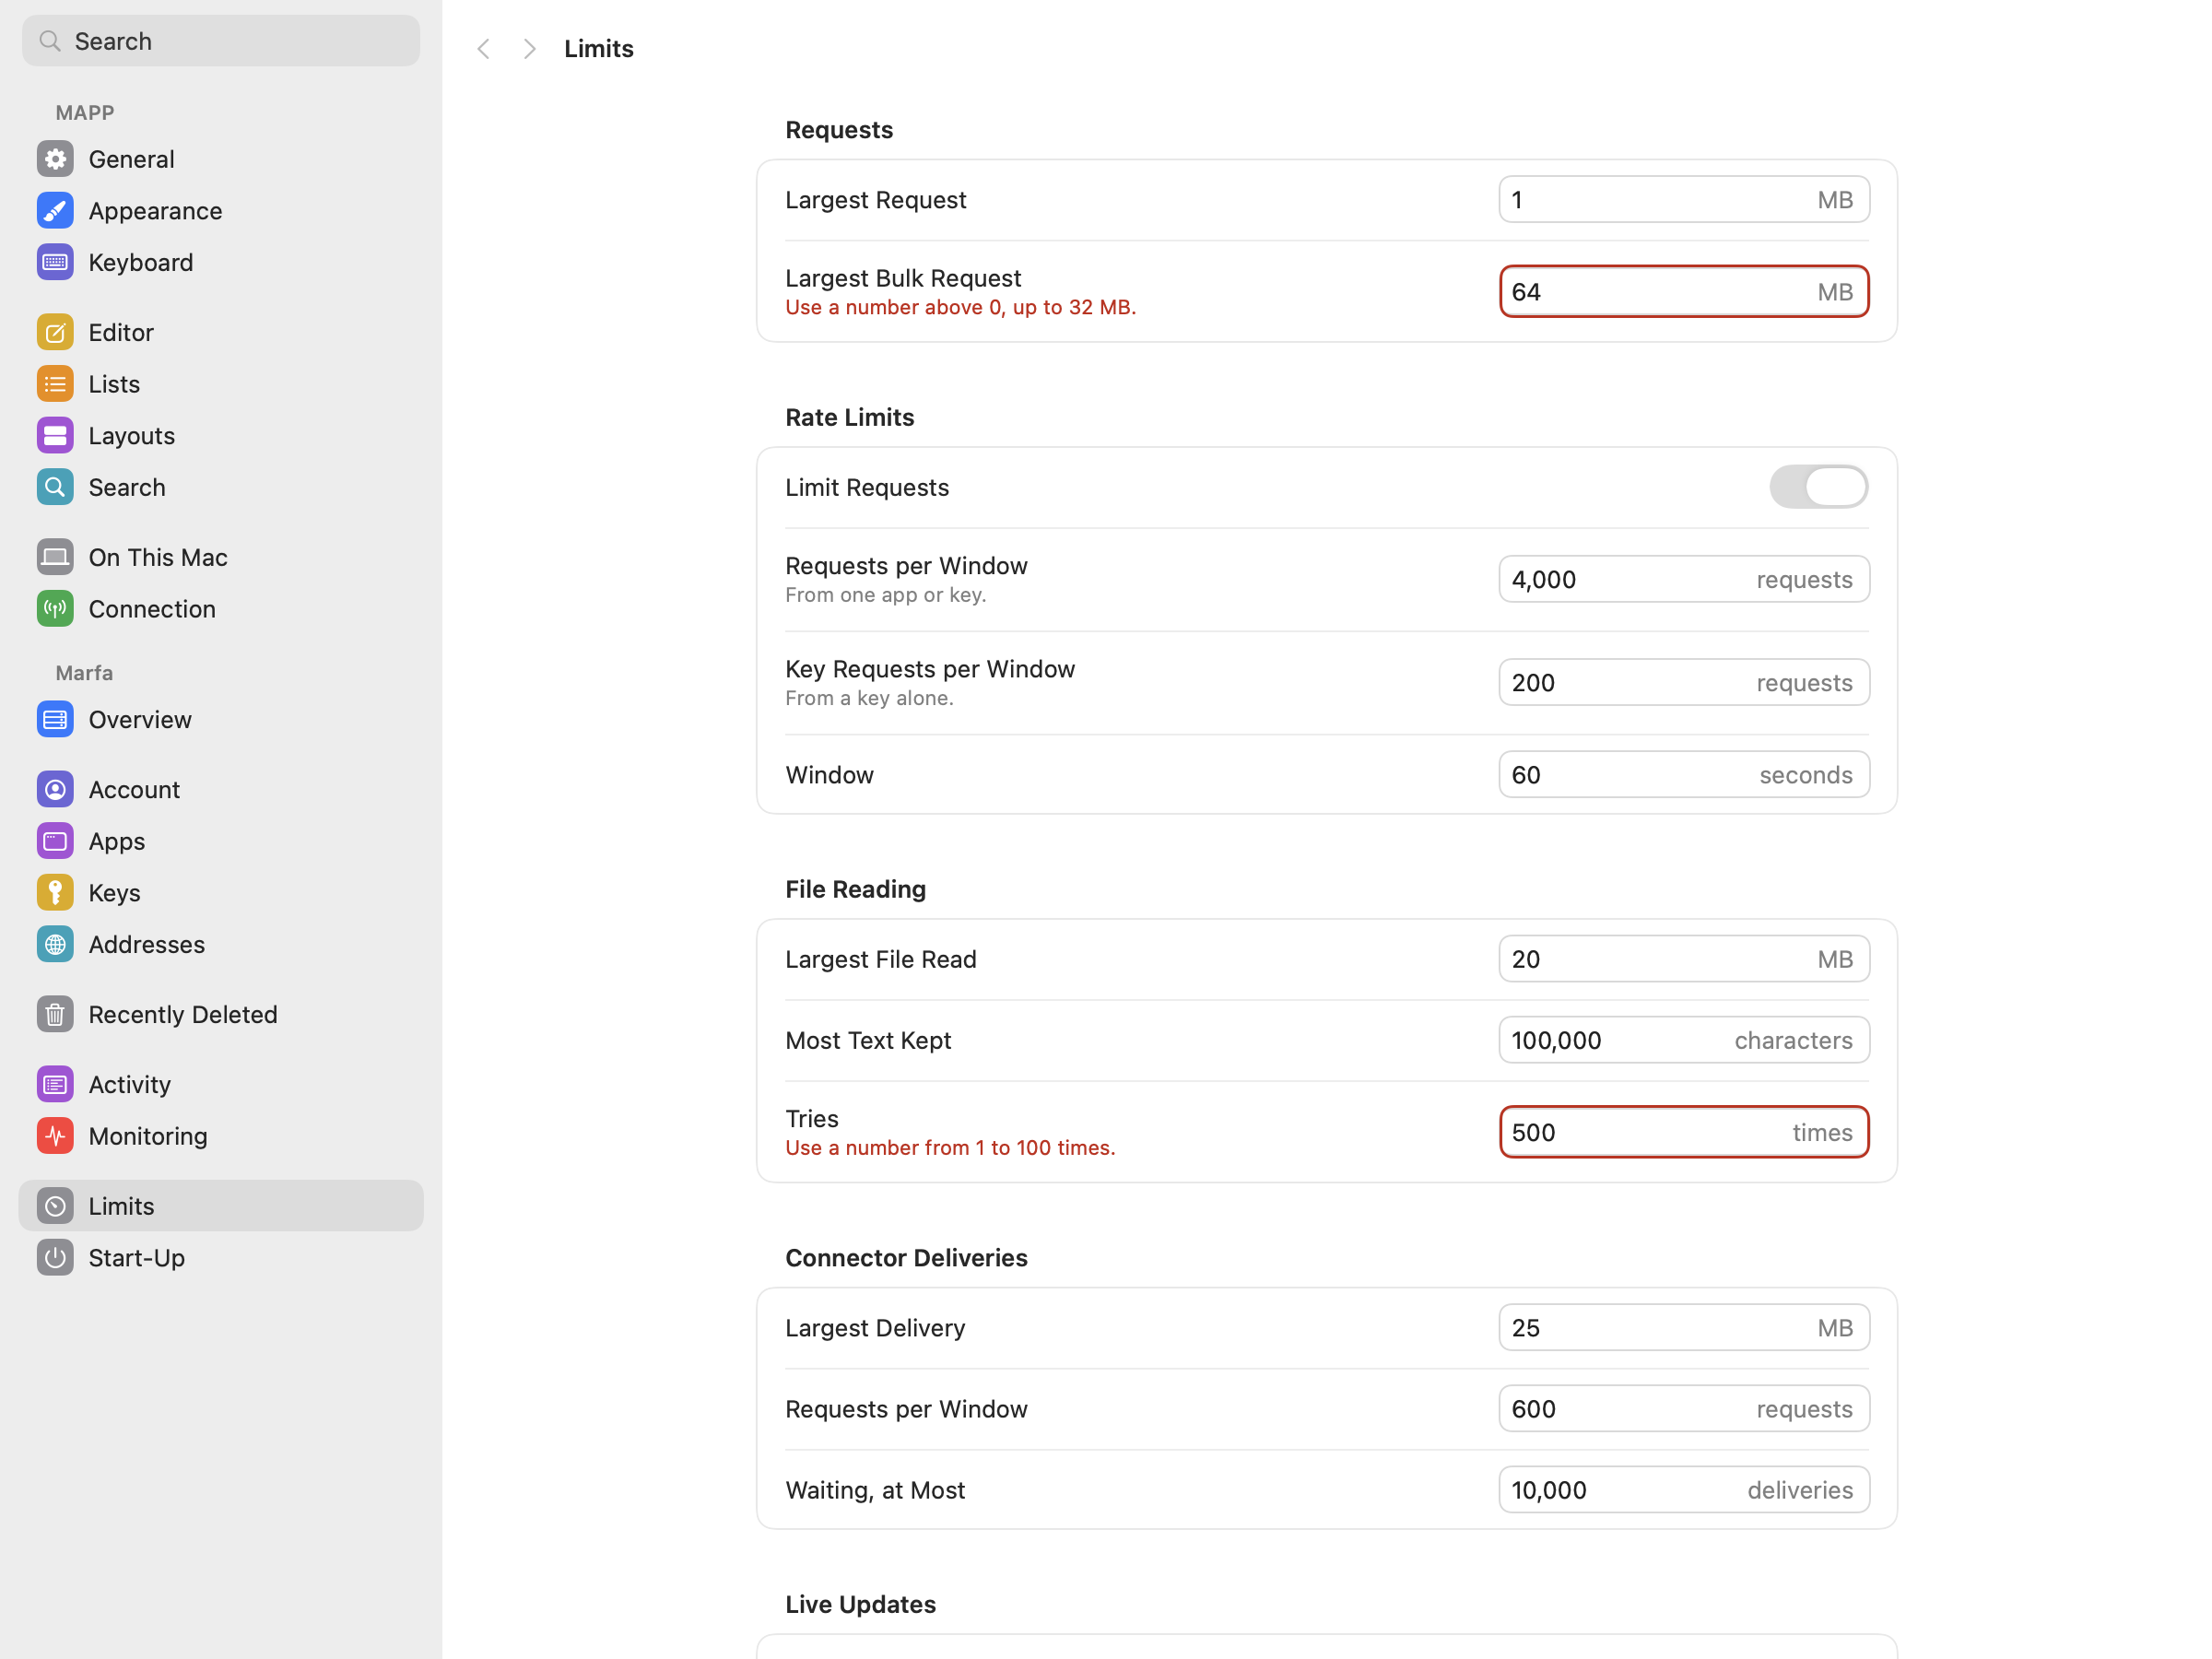 Search
MAPP
General
Appearance
Keyboard
Editor
Lists
Layouts
Search
On This Mac
Connection
Marfa
Overview
Account
Apps
Keys
Addresses
Recently Deleted
Activity
Monitoring
Limits
Start-Up
Limits
Requests
Largest Request 1 MB
Largest Bulk Request 64 MB
Use a number above 0, up to 32 MB.
Rate Limits
Limit Requests
Requests per Window 4,000 requests
From one app or key.
Key Requests per Window 200 requests
From a key alone.
Window 60 seconds
File Reading
Largest File Read 20 MB
Most Text Kept 100,000 characters
Tries 500 times
Use a number from 1 to 100 times.
Connector Deliveries
Largest Delivery 25 MB
Requests per Window 600 requests
Waiting, at Most 10,000 deliveries
Live Updates